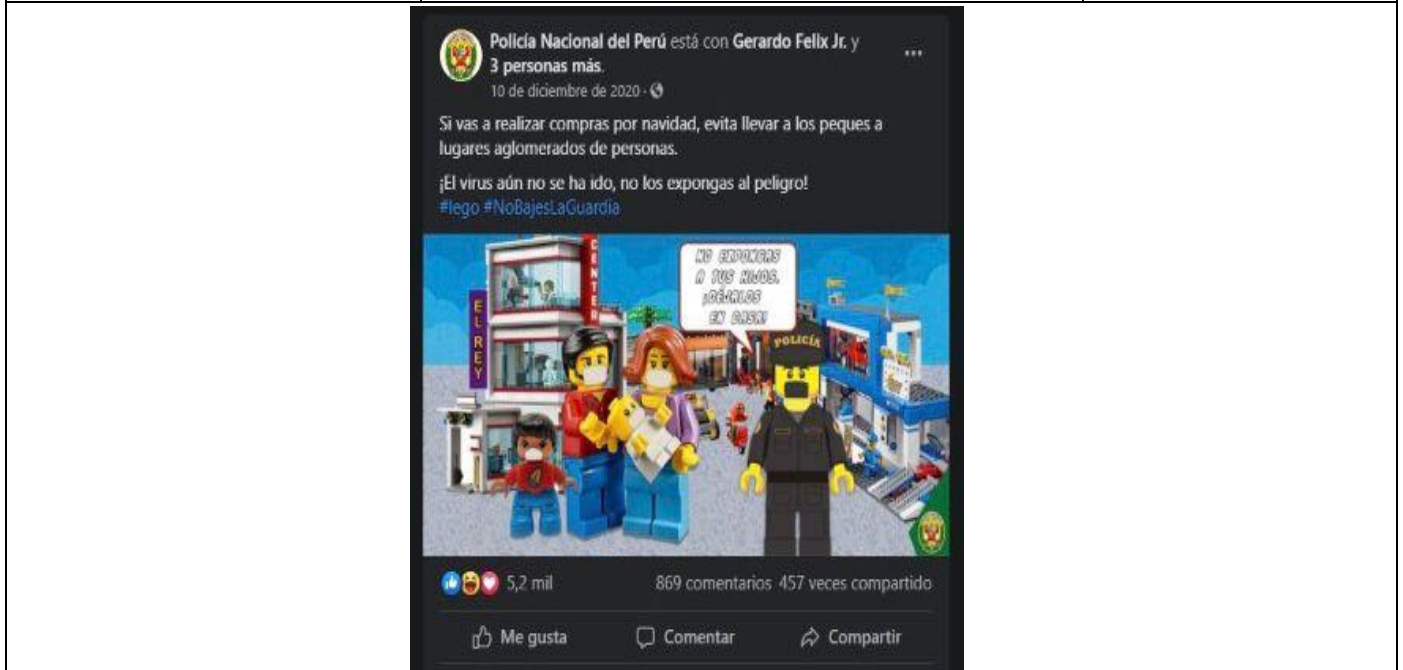 Policía Nacional del Perú está con Gerardo Felix Jr. y
3 personas más.
10 de diciembre de 2020 ·
Si vas a realizar compras por navidad, evita llevar a los peques a
lugares aglomerados de personas.
¡El virus aún no se ha ido, no los expongas al peligro!
#lego #NoBajesLaGuardia
CENTER
EL REY
NO EXPONGAS
A TUS HIJOS.
¡DÉJALOS
EN CASA!
POLICÍA
5,2 mil
869 comentarios 457 veces compartido
Me gusta
Comentar
Compartir